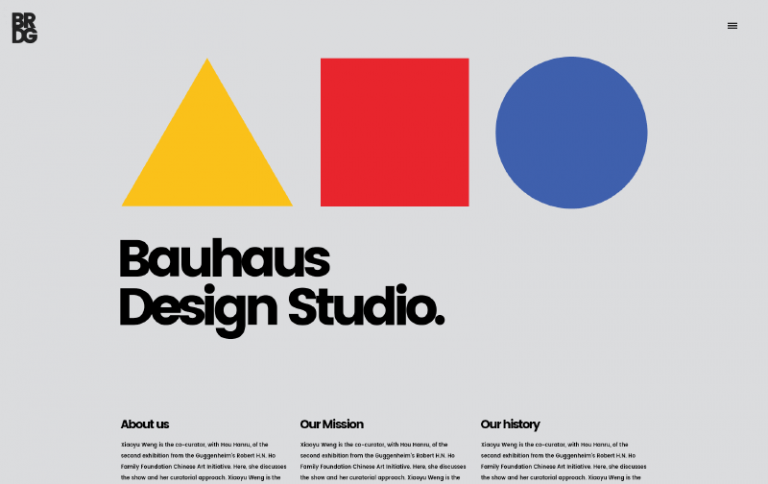 BR
DG
Bauhaus
Design Studio.
About us
Xiaoyu Weng is the co-curator, with Hou Hanru, of the
second exhibition from the Guggenheim's Robert H.N. Ho
Family Foundation Chinese Art Initiative. Here, she discusses
the show and her curatorial approach. Xiaoyu Weng is the
Our Mission
Xiaoyu Weng is the co-curator, with Hou Hanru, of the
second exhibition from the Guggenheim's Robert H.N. Ho
Family Foundation Chinese Art Initiative. Here, she discusses
the show and her curatorial approach. Xiaoyu Weng is the
Our history
Xiaoyu Weng is the co-curator, with Hou Hanru, of the
second exhibition from the Guggenheim's Robert H.N. Ho
Family Foundation Chinese Art Initiative. Here, she discusses
the show and her curatorial approach. Xiaoyu Weng is the